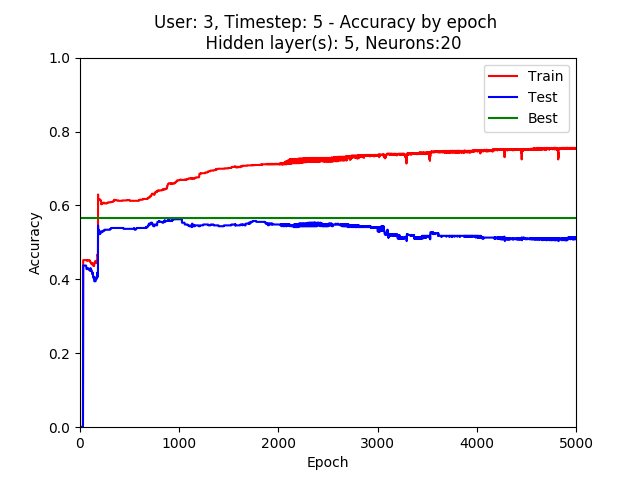 User: 3, Timestep: 5 - Accuracy by epoch
Hidden layer(s): 5, Neurons:20
1.0
0.8
0.6
0.4
0.2
0.0
Accuracy
Train
Test
Best
0 1000 2000 3000 4000 5000
Epoch